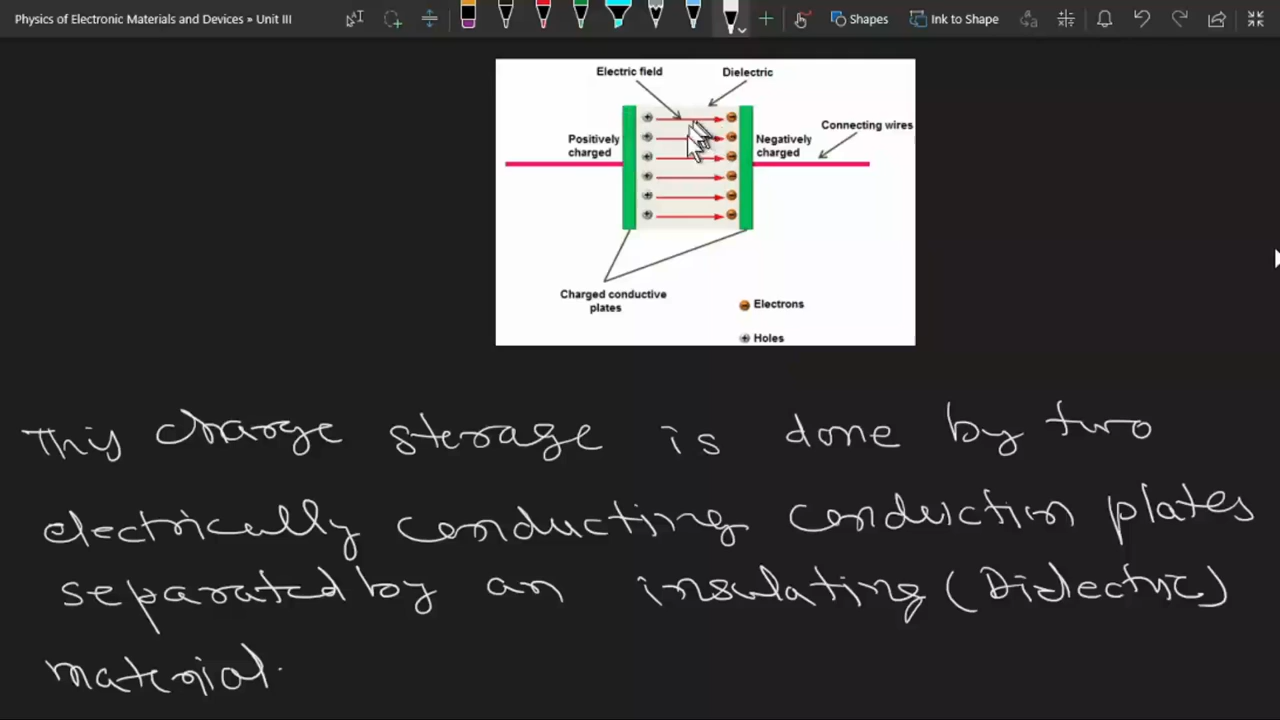 Physics of Electronic Materials and Devices » Unit III
Shapes
Ink to Shape
Electric field
Dielectric
Connecting wires
Positively
charged
Negatively
charged
Charged conductive
plates
Electrons
Holes
This charge storage is done by two
electrically conducting conduction plates
separated by an insulating (Dielectric)
material.